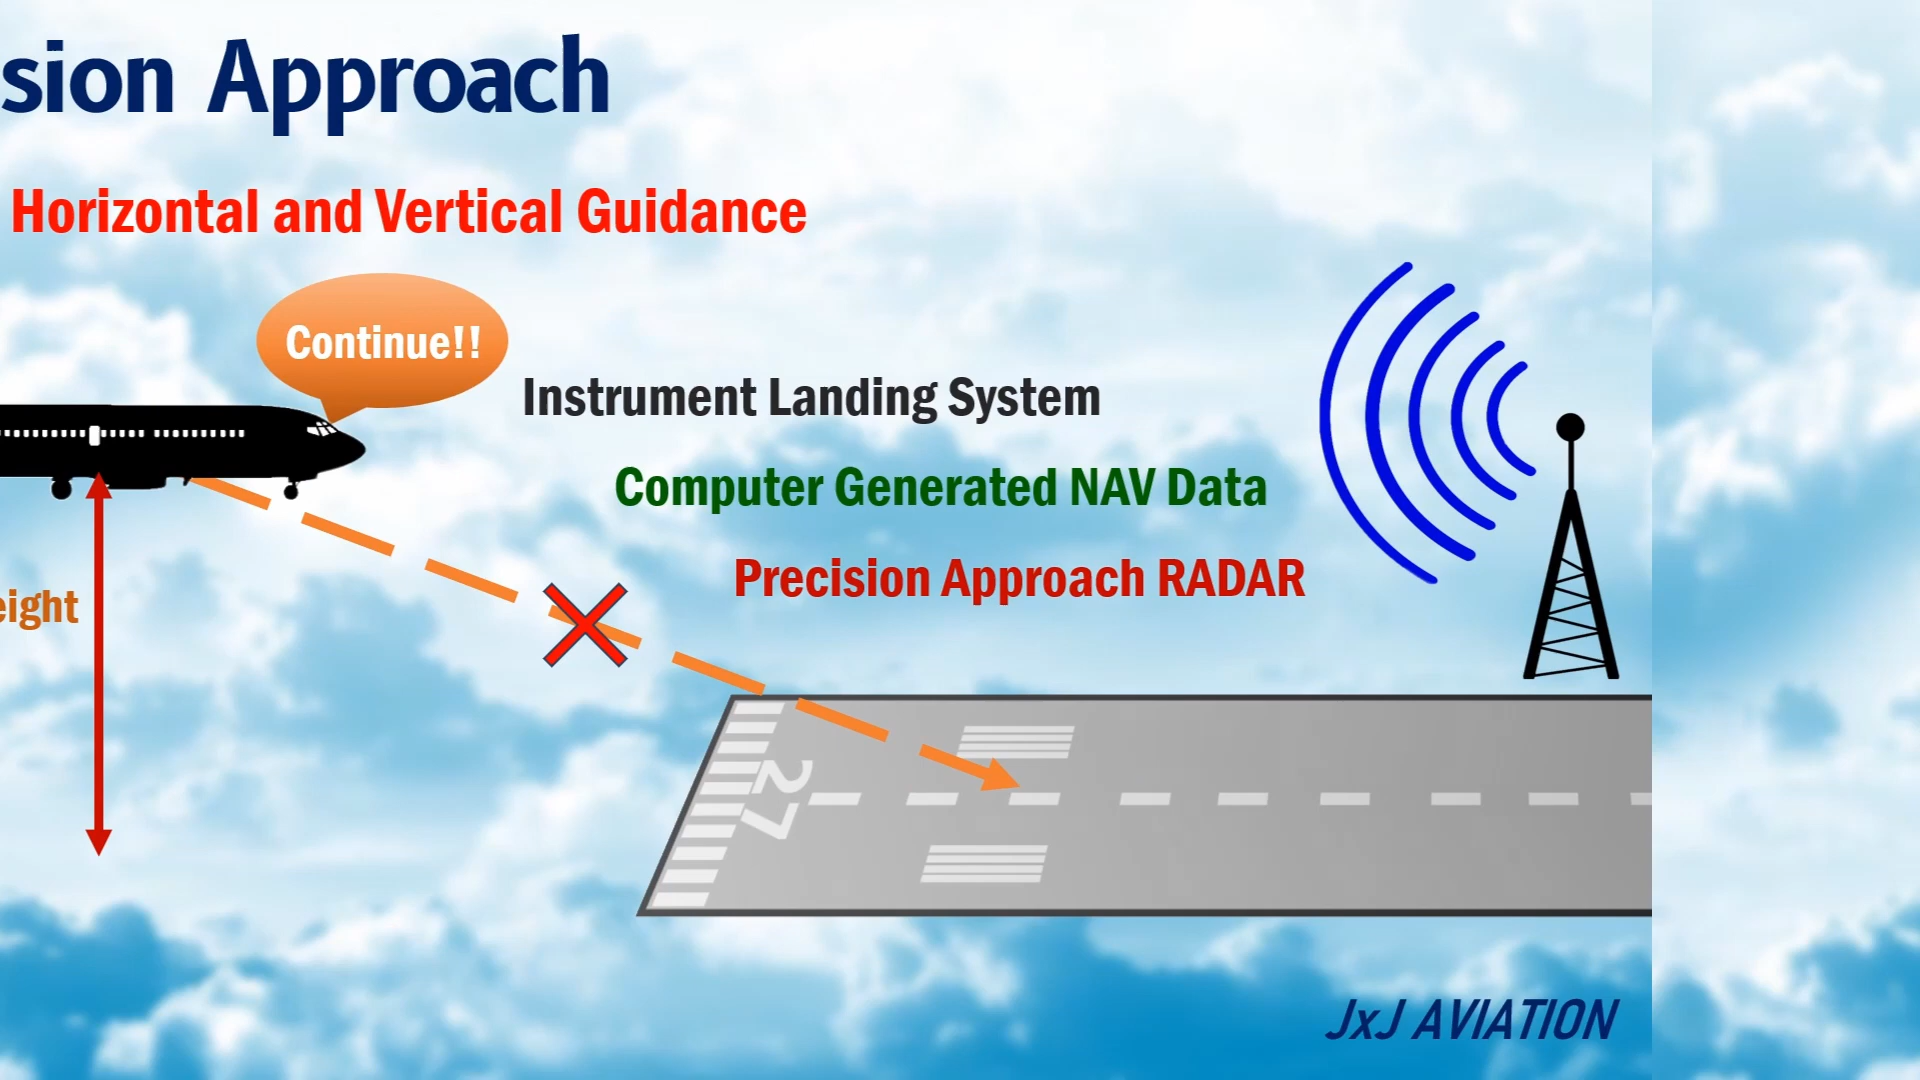 sion Approach
Horizontal and Vertical Guidance
Continue!!
Instrument Landing System
Computer Generated NAV Data
Precision Approach RADAR
eight
27
JxJ AVIATION